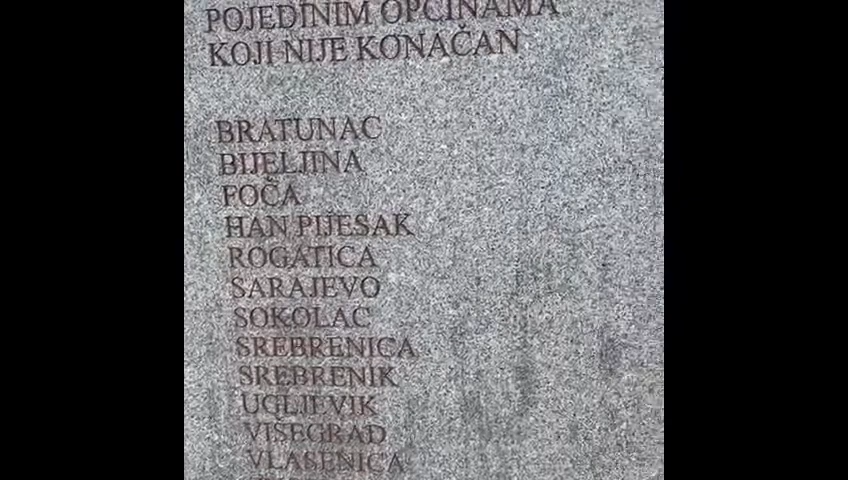 POJEDINIM OPĆINAMA
KOJI NIJE KONAČAN
BRATUNAC
BIJELJINA
FOČA
HAN PIJESAK
ROGATICA
SARAJEVO
SOKOLAC
SREBRENICA
SREBRENIK
UGLJEVIK
VIŠEGRAD
VLASENICA